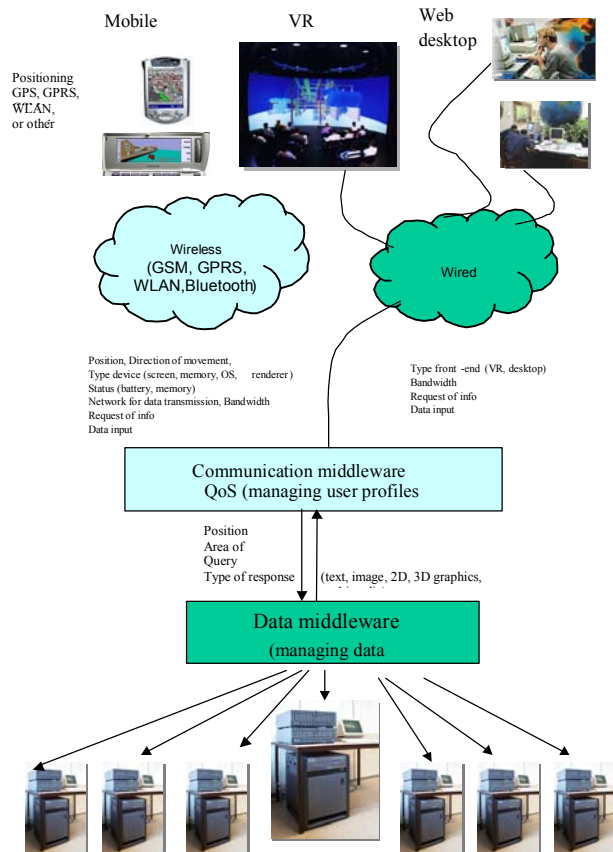 Mobile
VR
Web
desktop
Positioning
GPS, GPRS,
WLAN,
or other
Wireless
(GSM, GPRS,
WLAN,Bluetooth)
Wired
Position, Direction of movement,
Type device (screen, memory, OS, renderer)
Status (battery, memory)
Network for data transmission, Bandwidth
Request of info
Data input
Type front -end (VR, desktop)
Bandwidth
Request of info
Data input
Communication middleware
QoS (managing user profiles
Position
Area of
Query
Type of response
(text, image, 2D, 3D graphics,
Data middleware
(managing data